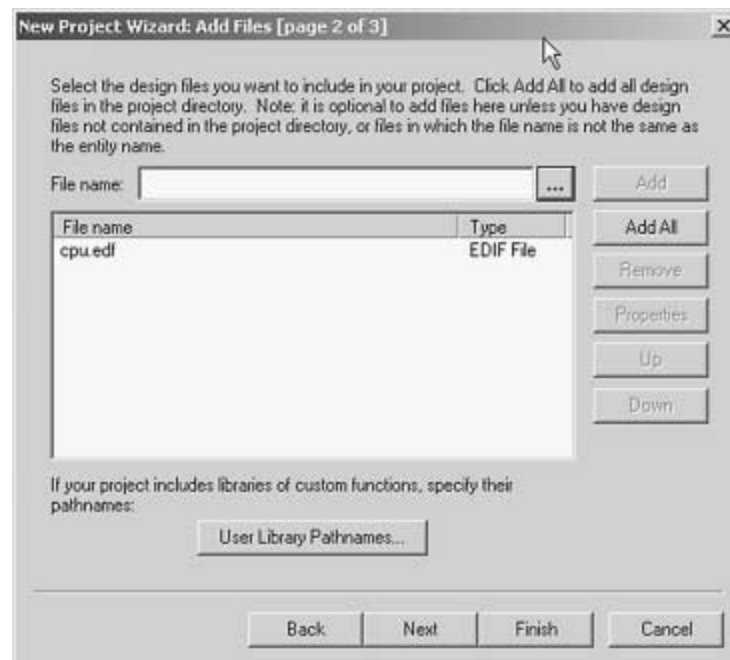 New Project Wizard: Add Files [page 2 of 3]
Select the design files you want to include in your project. Click Add All to add all design
files in the project directory. Note: it is optional to add files here unless you have design
files not contained in the project directory, or files in which the file name is not the same as
the entity name.
File name: ... Add
File name Type Add All
cpu.edf EDIF File
Remove
Properties
Up
Down
If your project includes libraries of custom functions, specify their
pathnames:
User Library Pathnames...
Back Next Finish Cancel